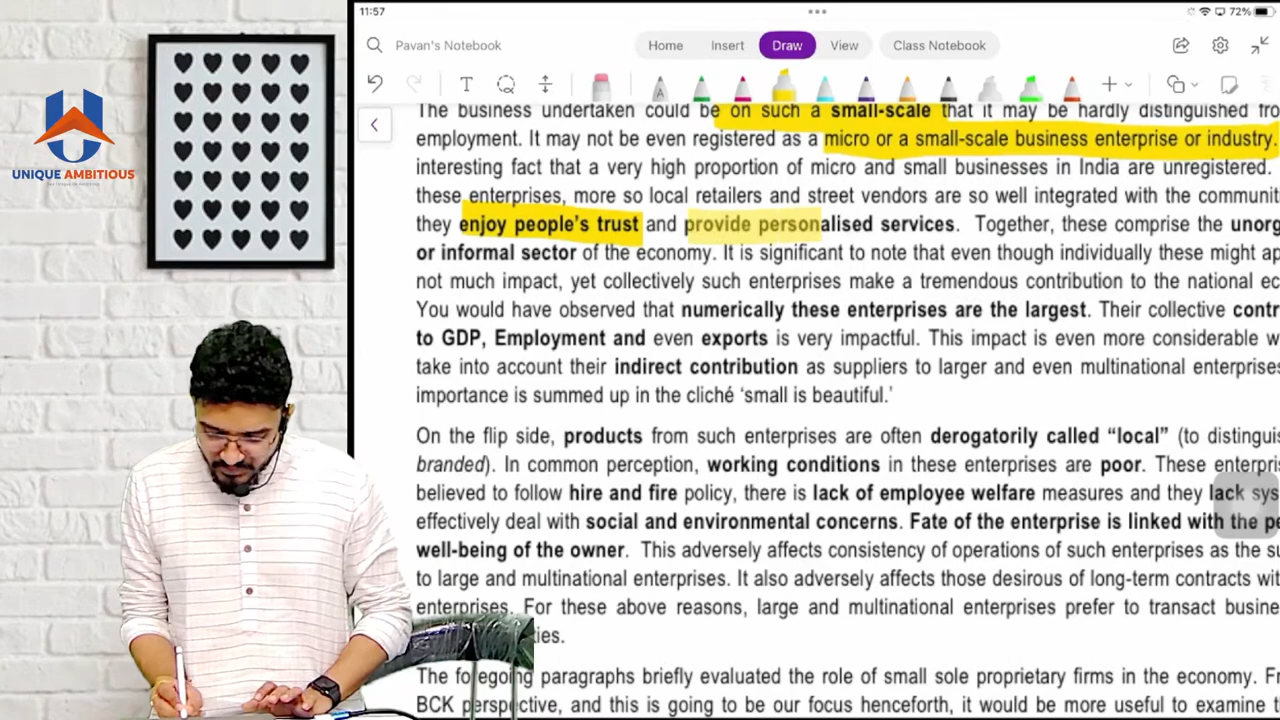 11:57
72%
Pavan's Notebook
Home Insert Draw View Class Notebook
UNIQUE AMBITIOUS
The business undertaken could be on such a small-scale that it may be hardly distinguished
employment. It may not be even registered as a micro or a small-scale business enterprise or industry.
interesting fact that a very high proportion of micro and small businesses in India are unregistered.
these enterprises, more so local retailers and street vendors are so well integrated with the
they enjoy people's trust and provide personalised services. Together, these comprise the
or informal sector of the economy. It is significant to note that even though individually these might
not much impact, yet collectively such enterprises make a tremendous contribution to the national
You would have observed that numerically these enterprises are the largest. Their collective
to GDP, Employment and even exports is very impactful. This impact is even more considerable
take into account their indirect contribution as suppliers to larger and even multinational enterprises
importance is summed up in the cliché 'small is beautiful.'
On the flip side, products from such enterprises are often derogatorily called "local" (to
branded). In common perception, working conditions in these enterprises are poor. These
believed to follow hire and fire policy, there is lack of employee welfare measures and they lack
effectively deal with social and environmental concerns. Fate of the enterprise is linked with the
well-being of the owner. This adversely affects consistency of operations of such enterprises as the
to large and multinational enterprises. It also adversely affects those desirous of long-term contracts
enterprises. For these above reasons, large and multinational enterprises prefer to transact
The foregoing paragraphs briefly evaluated the role of small sole proprietary firms in the economy.
BCK perspective, and this is going to be our focus henceforth, it would be more useful to examine